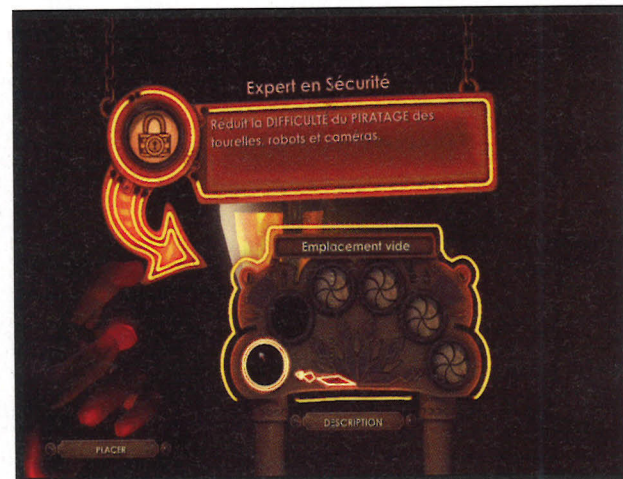 Expert en Sécurité
Réduit la DIFFICULTÉ du PIRATAGE des
tourelles, robots et caméras.
Emplacement vide
DESCRIPTION
PLACER